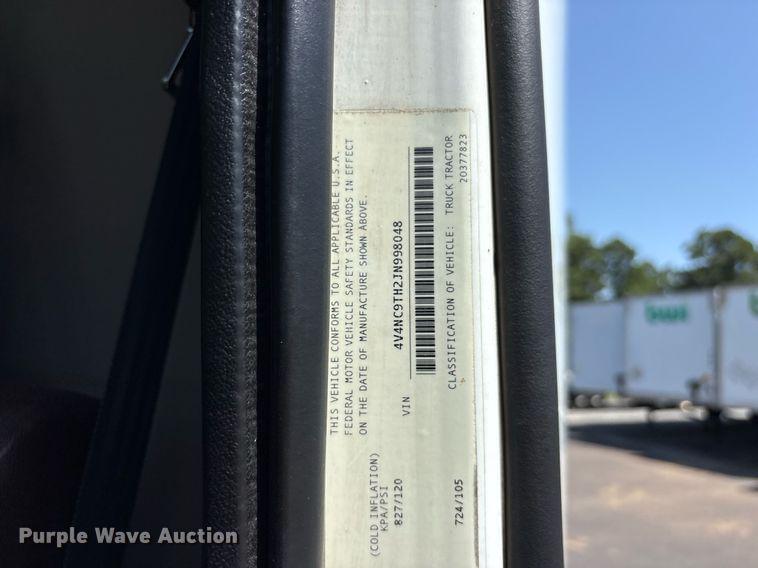 THIS VEHICLE CONFORMS TO ALL APPLICABLE U.S.A.
FEDERAL MOTOR VEHICLE SAFETY STANDARDS IN EFFECT
ON THE DATE OF MANUFACTURE SHOWN ABOVE.
(COLD INFLATION)
KPA/PSI
827/120
VIN 4V4NC9TH2JN998048
CLASSIFICATION OF VEHICLE: TRUCK TRACTOR
724/105
20377823
bwi
Purple Wave Auction